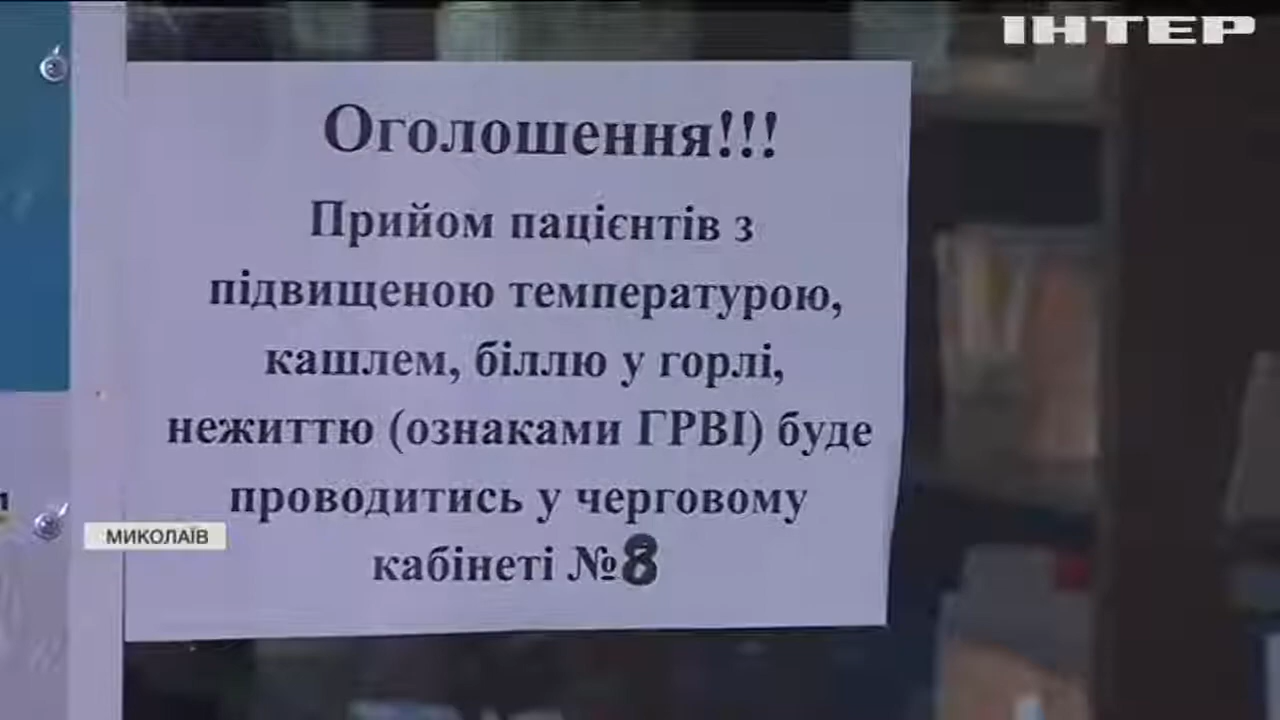 ІНТЕР
Оголошення!!!
Прийом пацієнтів з
підвищеною температурою,
кашлем, біллю у горлі,
нежиттю (ознаками ГРВІ) буде
проводитись у черговому
кабінеті №8
МИКОЛАЇВ